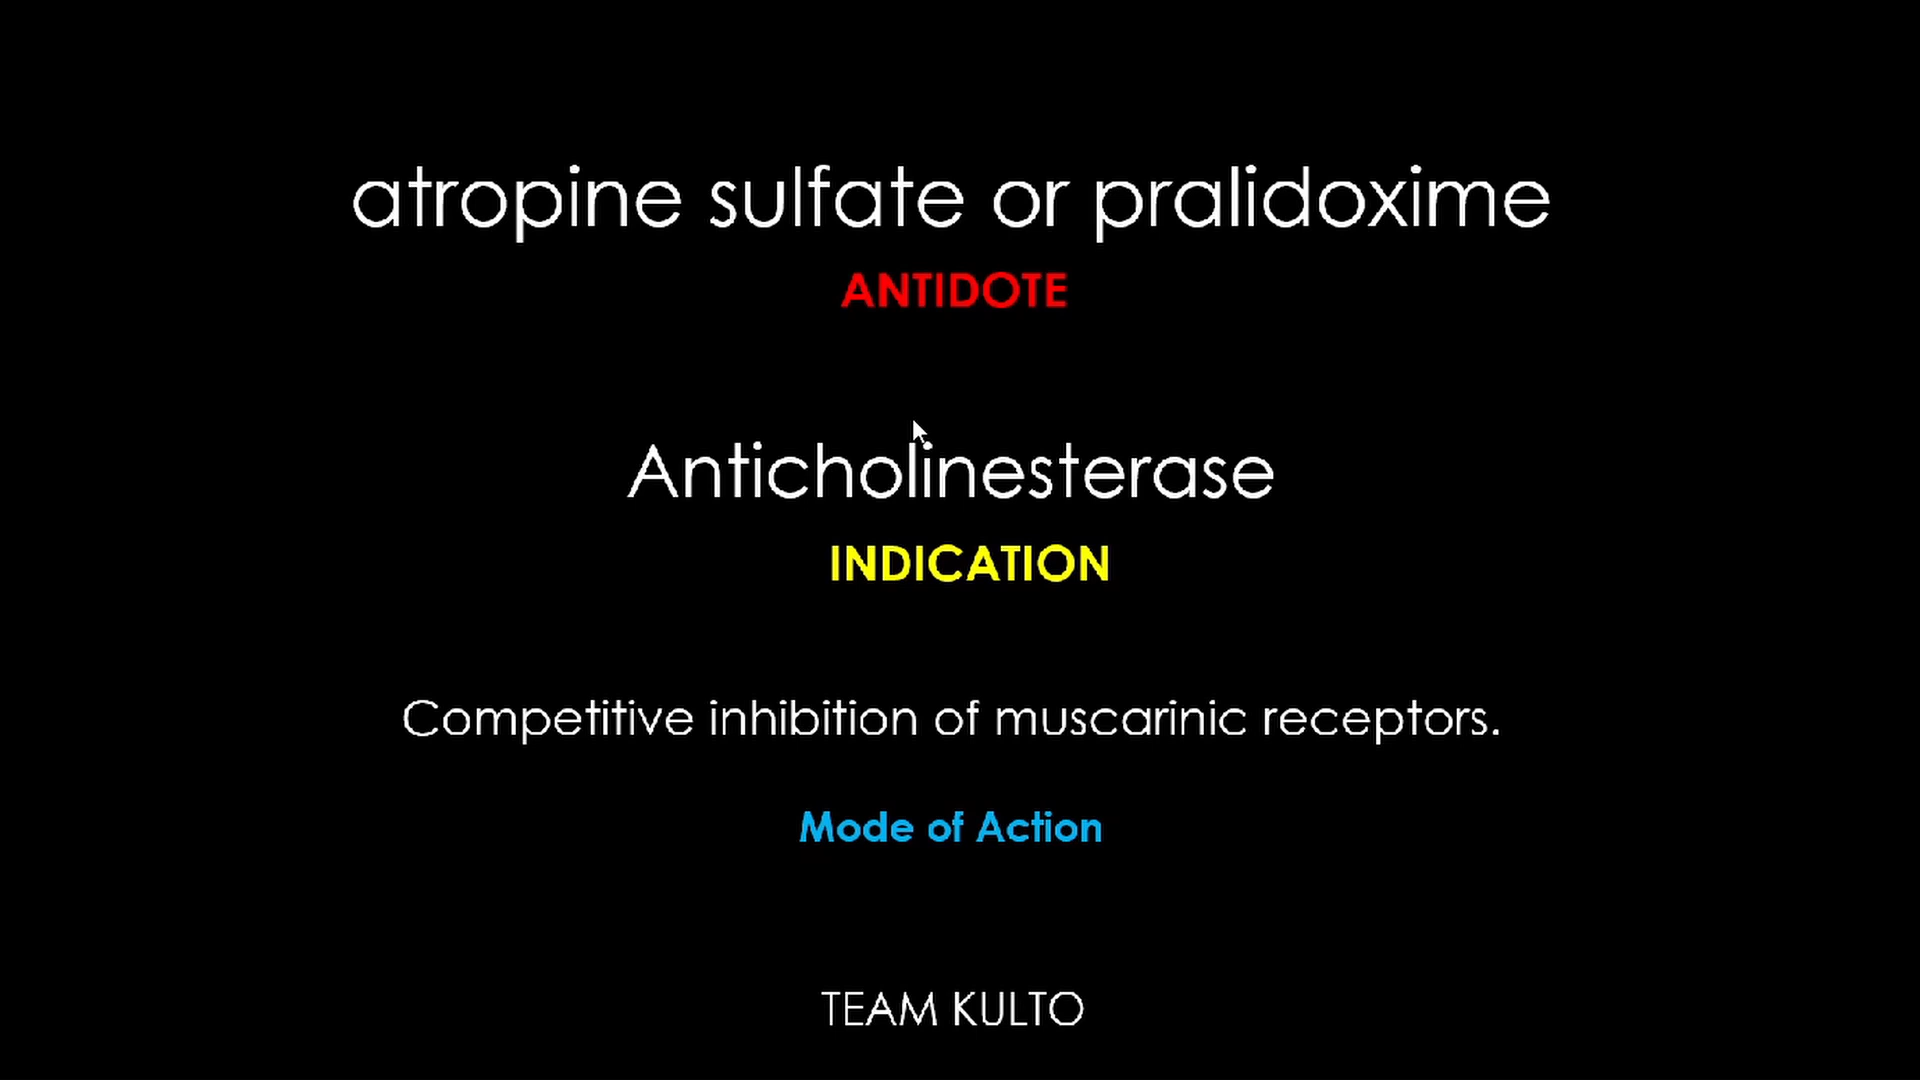 atropine sulfate or pralidoxime
ANTIDOTE
Anticholinesterase
INDICATION
Competitive inhibition of muscarinic receptors.
Mode of Action
TEAM KULTO